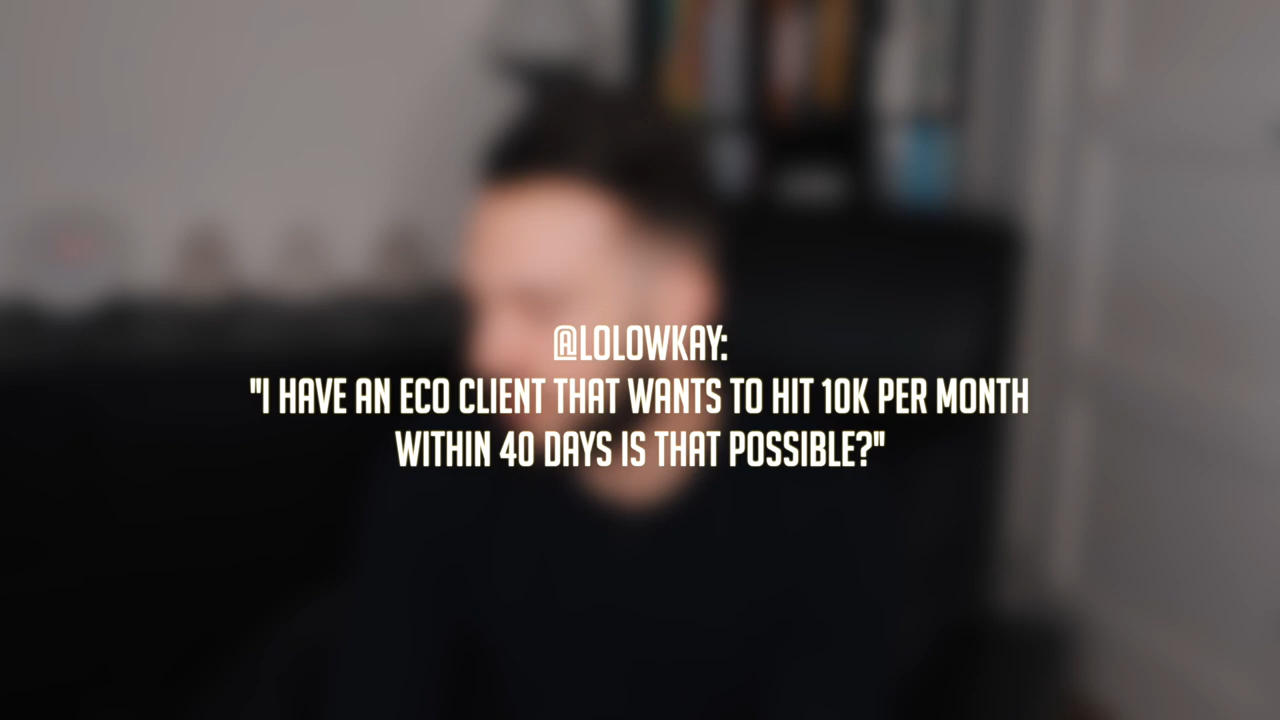 @LOLOWKAY:
"I HAVE AN ECO CLIENT THAT WANTS TO HIT 10K PER MONTH
WITHIN 40 DAYS IS THAT POSSIBLE?"